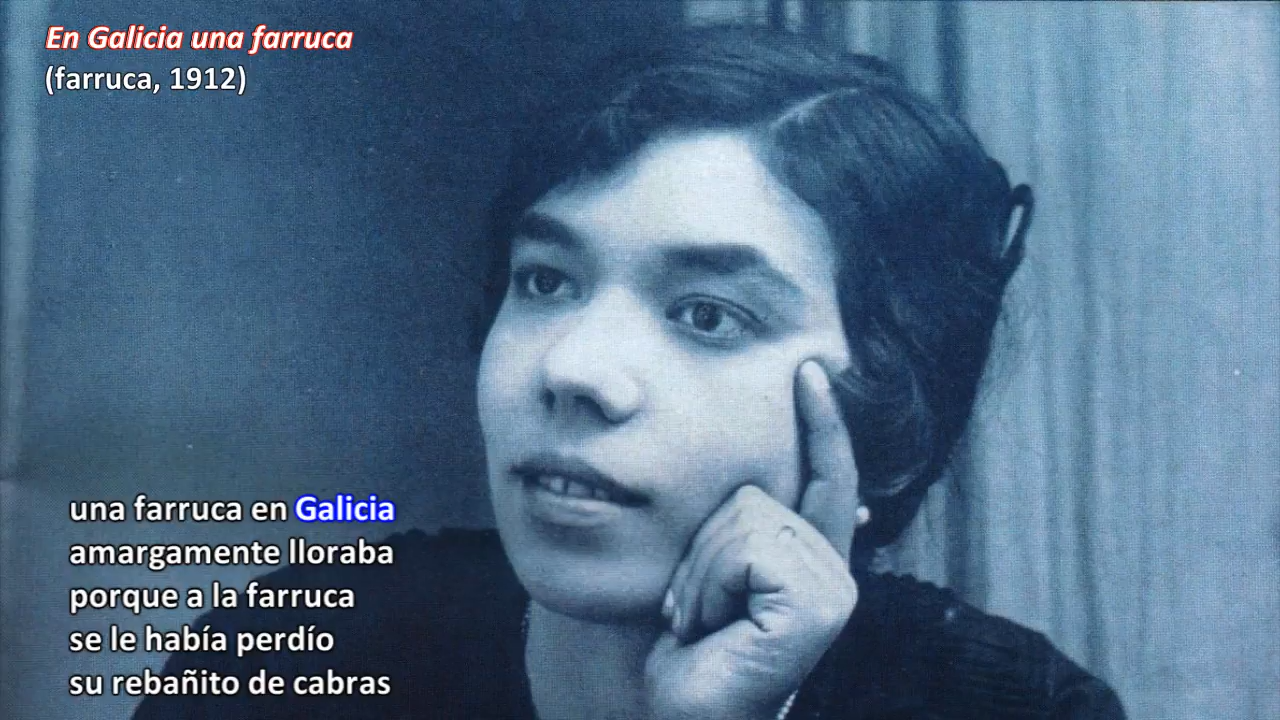 En Galicia una farruca
(farruca, 1912)
una farruca en Galicia
amargamente lloraba
porque a la farruca
se le había perdío
su rebañito de cabras